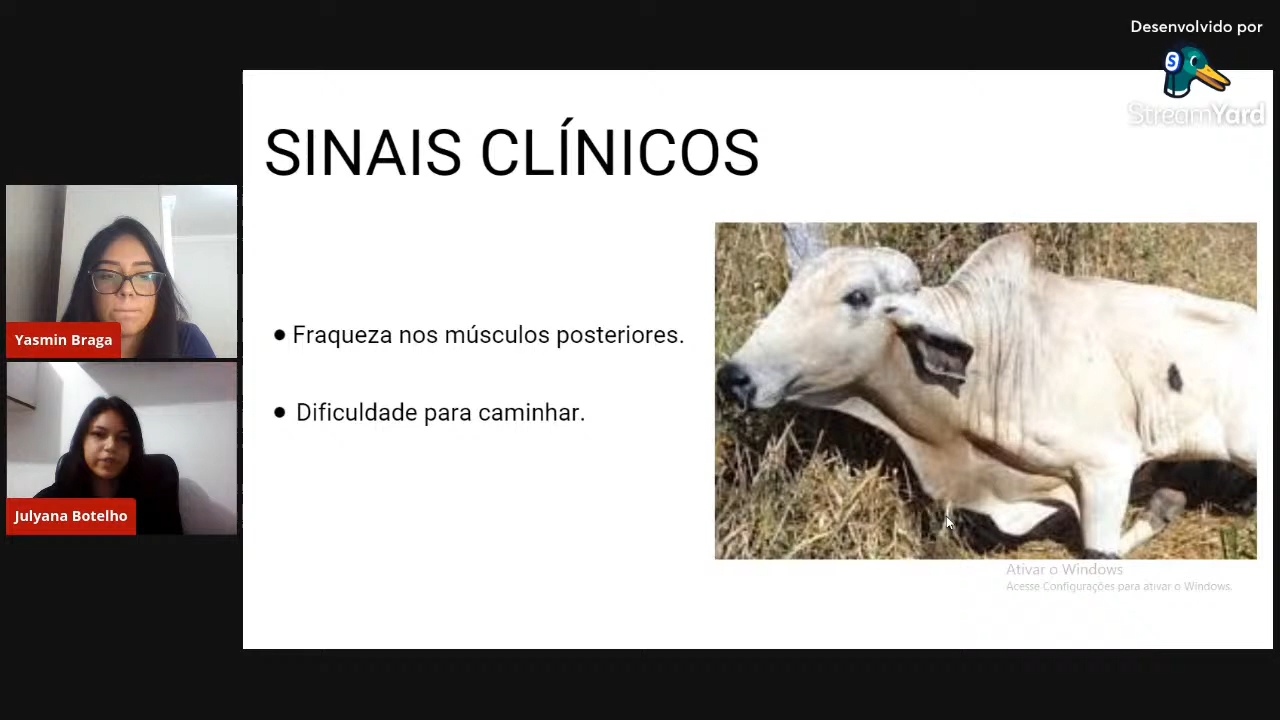 Desenvolvido por
StreamYard
SINAIS CLÍNICOS
● Fraqueza nos músculos posteriores.
● Dificuldade para caminhar.
Yasmin Braga
Julyana Botelho
Ativar o Windows
Acesse Configurações para ativar o Windows.